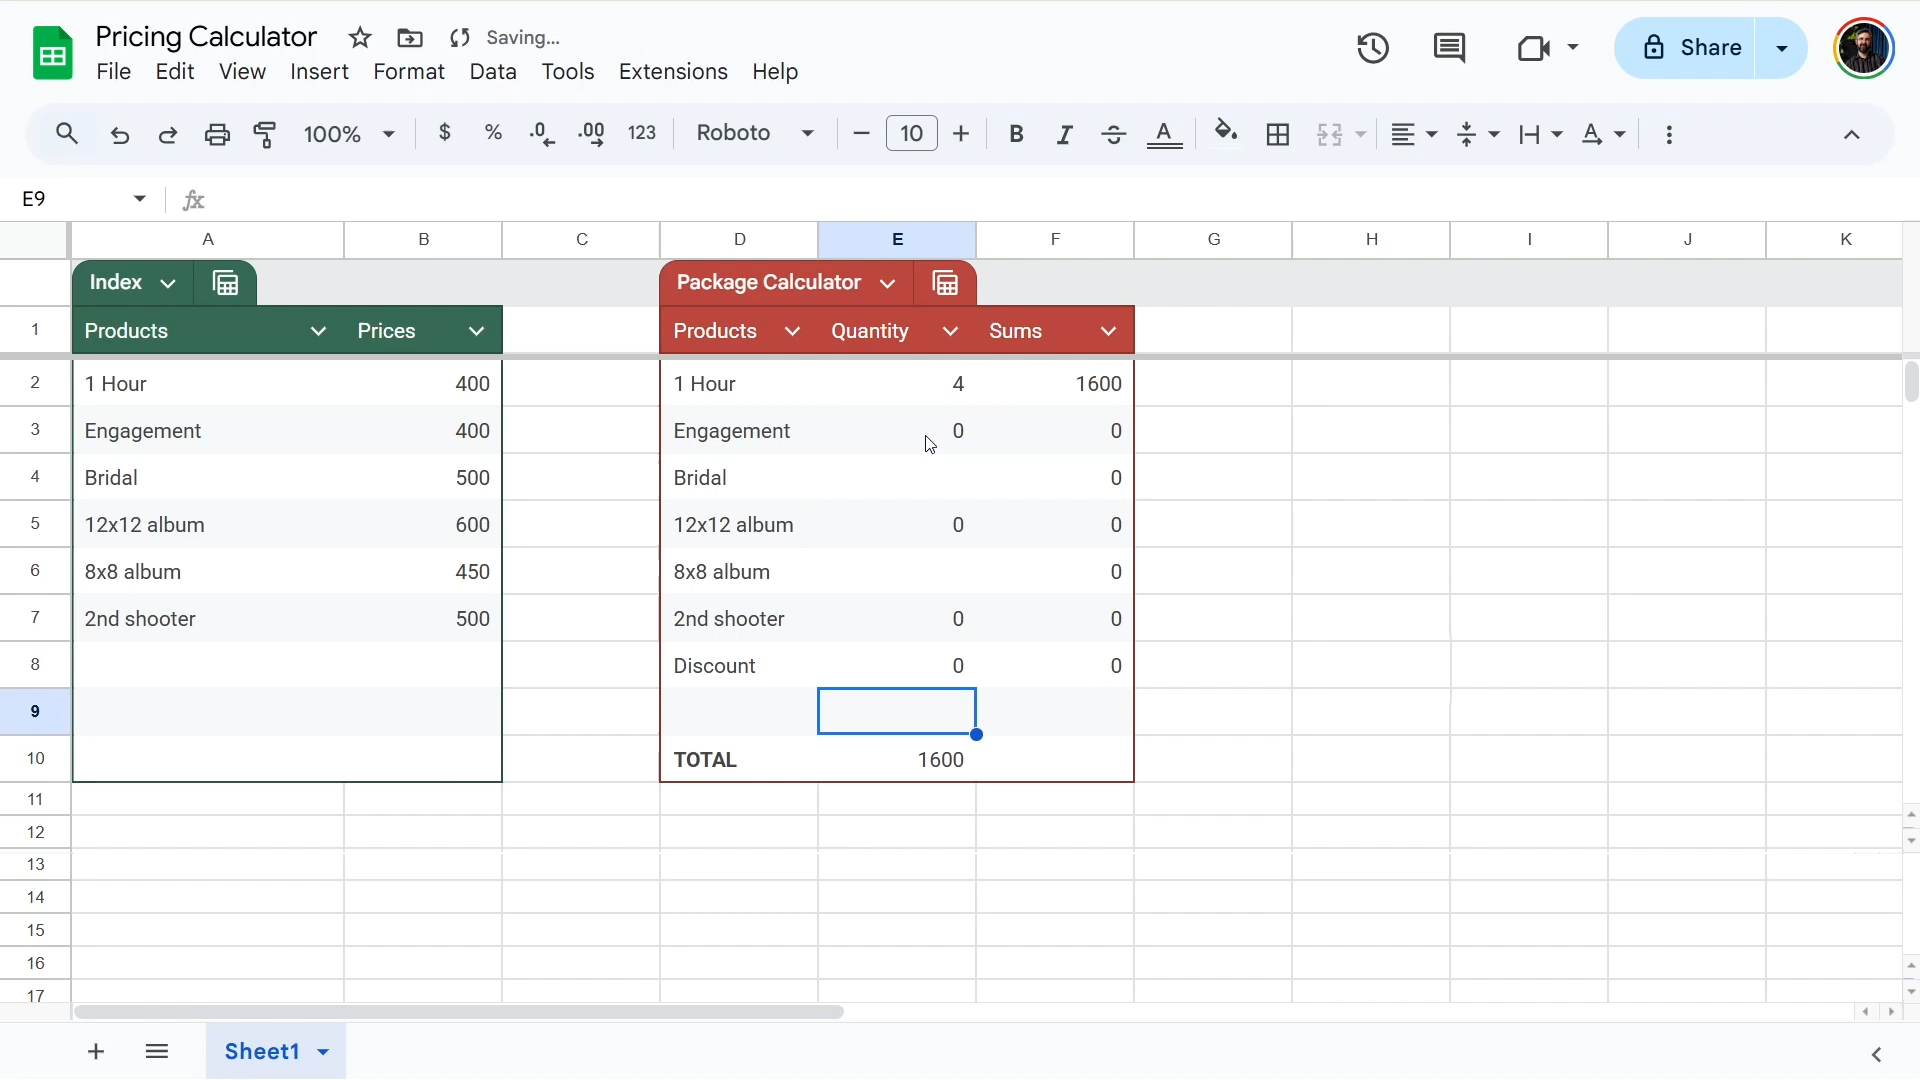 Pricing Calculator Saving...
File Edit View Insert Format Data Tools Extensions Help
Share
100% $ % .0 .00 123 Roboto 10 B I S A
E9 fx
A B C D E F G H I J K
Index Package Calculator
1 Products Prices Products Quantity Sums
2 1 Hour 400 1 Hour 4 1600
3 Engagement 400 Engagement 0 0
4 Bridal 500 Bridal 0
5 12x12 album 600 12x12 album 0 0
6 8x8 album 450 8x8 album 0
7 2nd shooter 500 2nd shooter 0 0
8 Discount 0 0
9
10 TOTAL 1600
11
12
13
14
15
16
17
Sheet1